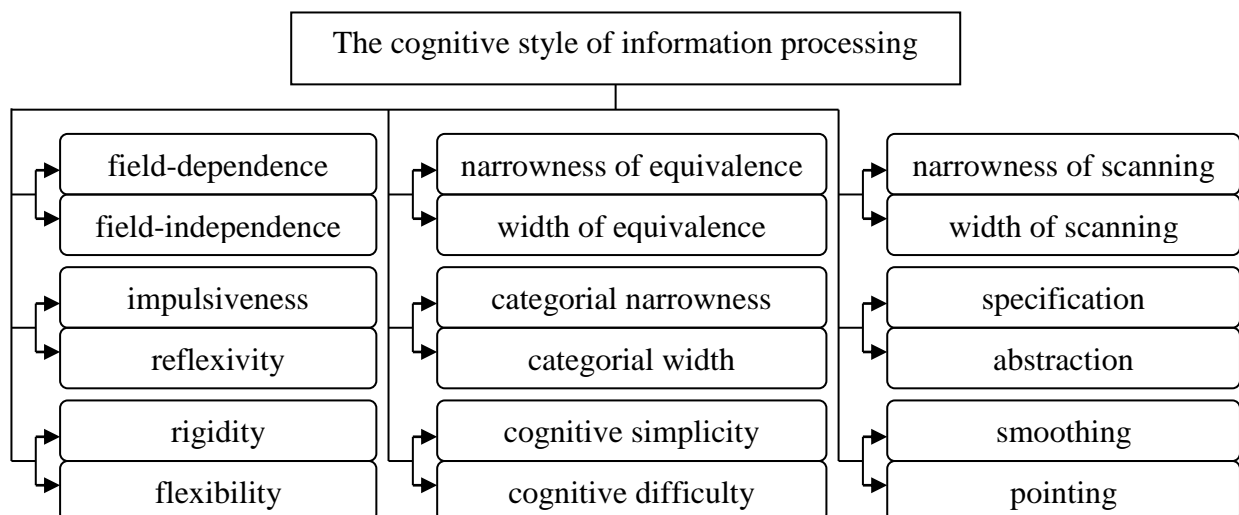 The cognitive style of information processing
field-dependence
field-independence
impulsiveness
reflexivity
rigidity
flexibility
narrowness of equivalence
width of equivalence
categorial narrowness
categorial width
cognitive simplicity
cognitive difficulty
narrowness of scanning
width of scanning
specification
abstraction
smoothing
pointing